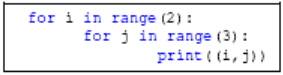 for i in range(2):
for j in range(3):
print((i,j))